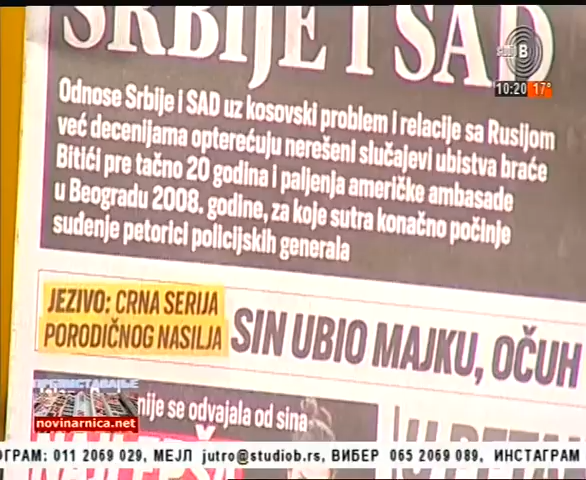 SRBIJE I SAD
studio B
10:20 17°
Odnose Srbije i SAD uz kosovski problem i relacije sa Rusijom
već decenijama opterećuju nerešeni slučajevi ubistva braće
Bitići pre tačno 20 godina i paljenja američke ambasade
u Beogradu 2008. godine, za koje sutra konačno počinje
suđenje petorici policijskih generala
JEZIVO: CRNA SERIJA
PORODIČNOG NASILJA
SIN UBIO MAJKU, OČUH
nije se odvajala od sina
novinarnica.net
ОГРАМ: 011 2069 029, МЕЈЛ jutro@studiob.rs, ВИБЕР 065 2069 089, ИНСТАГРАМ